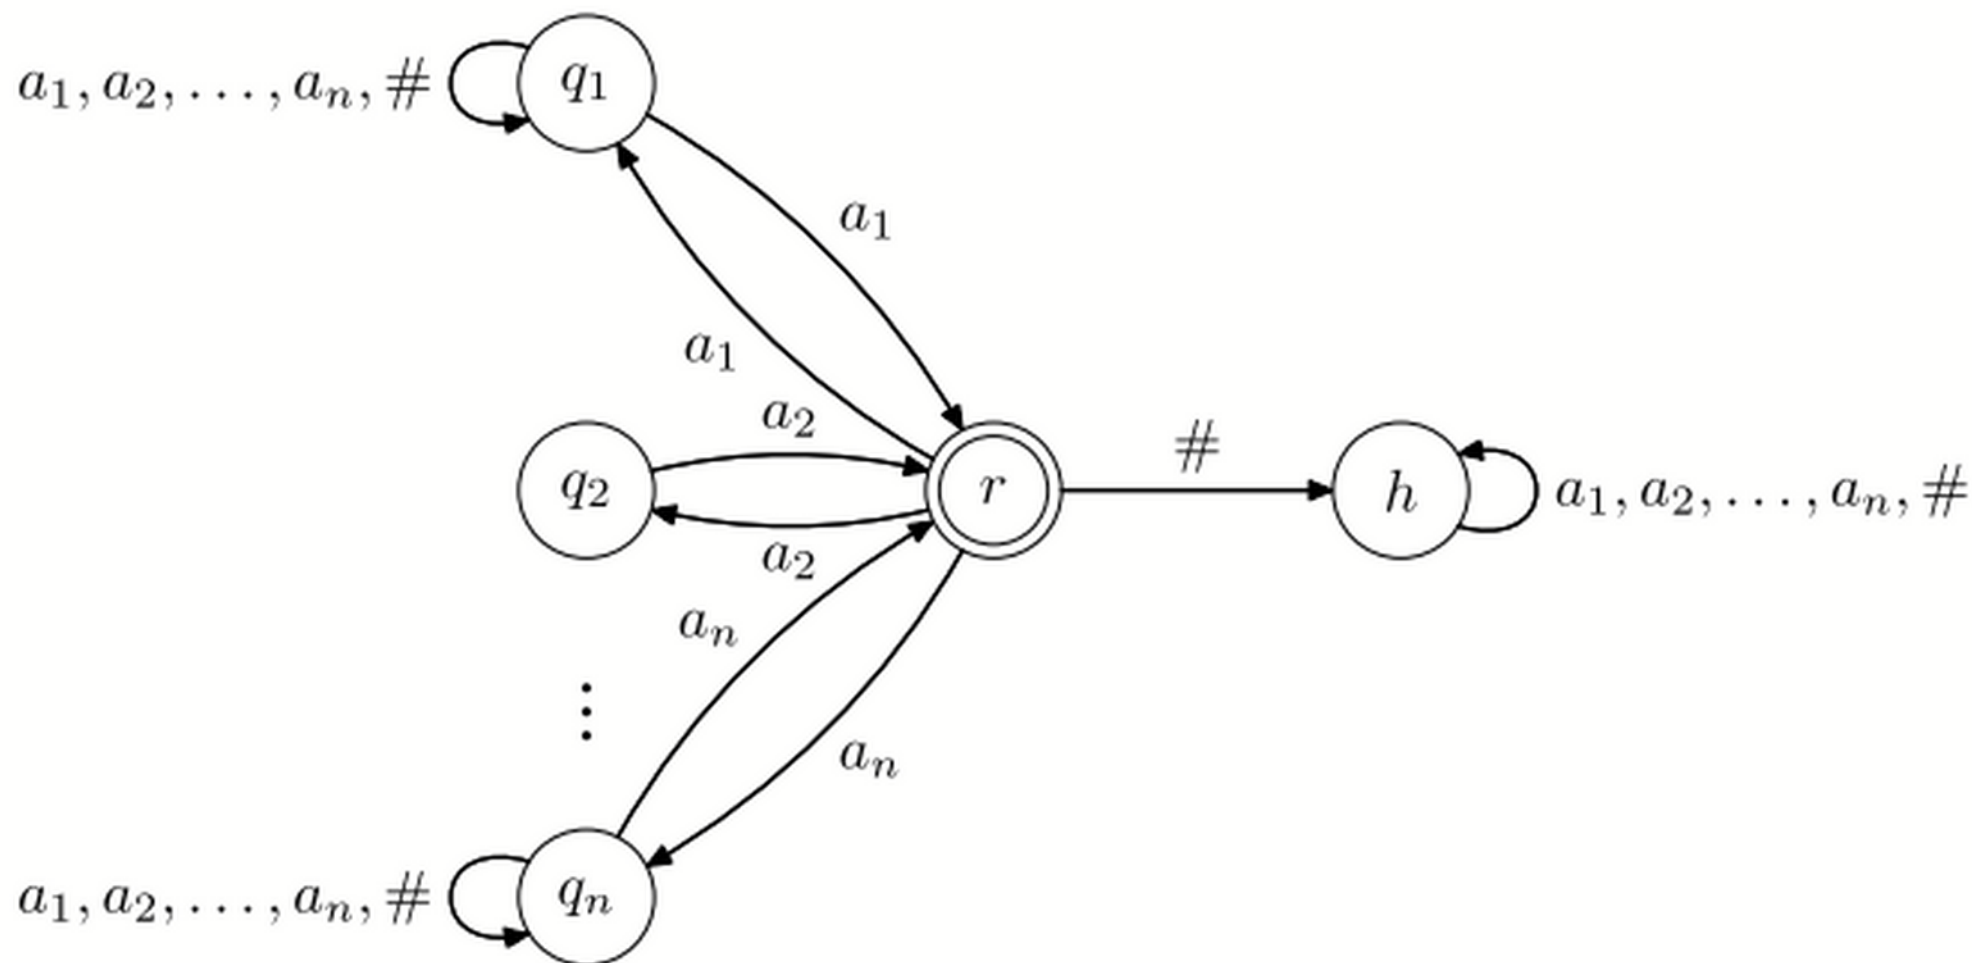 a₁, a₂, ..., aₙ, #
q₁
a₁
a₁
a₂
q₂
r
#
h
a₁, a₂, ..., aₙ, #
a₂
aₙ
⋮
aₙ
a₁, a₂, ..., aₙ, #
qₙ